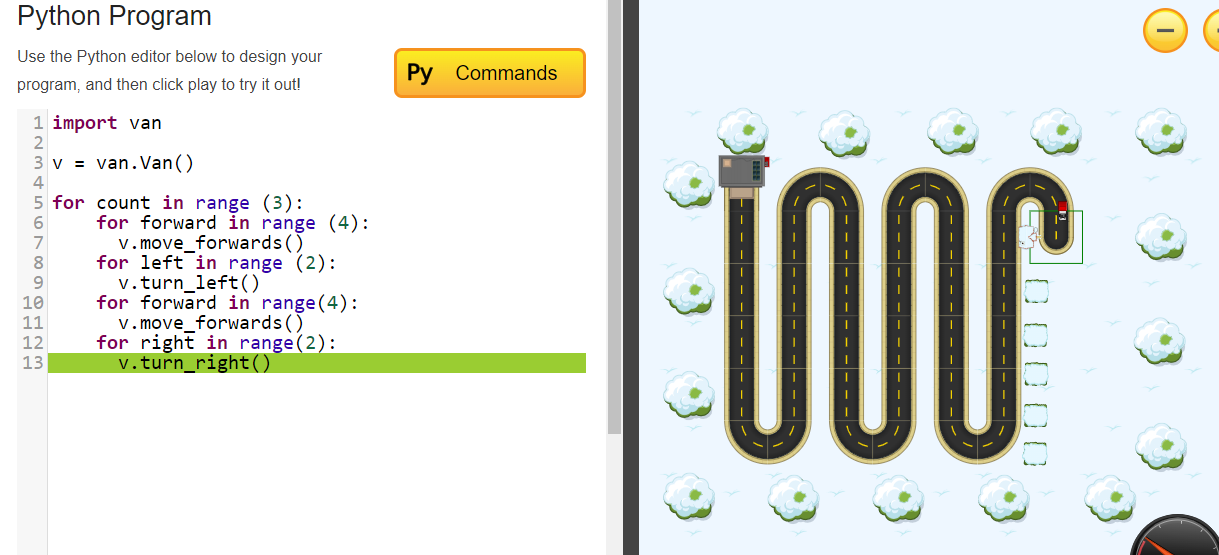 Python Program
Use the Python editor below to design your
program, and then click play to try it out!
Py Commands
1 import van
2
3 v = van.Van()
4
5 for count in range (3):
6     for forward in range (4):
7       v.move_forwards()
8     for left in range (2):
9       v.turn_left()
10     for forward in range(4):
11       v.move_forwards()
12     for right in range(2):
13       v.turn_right()